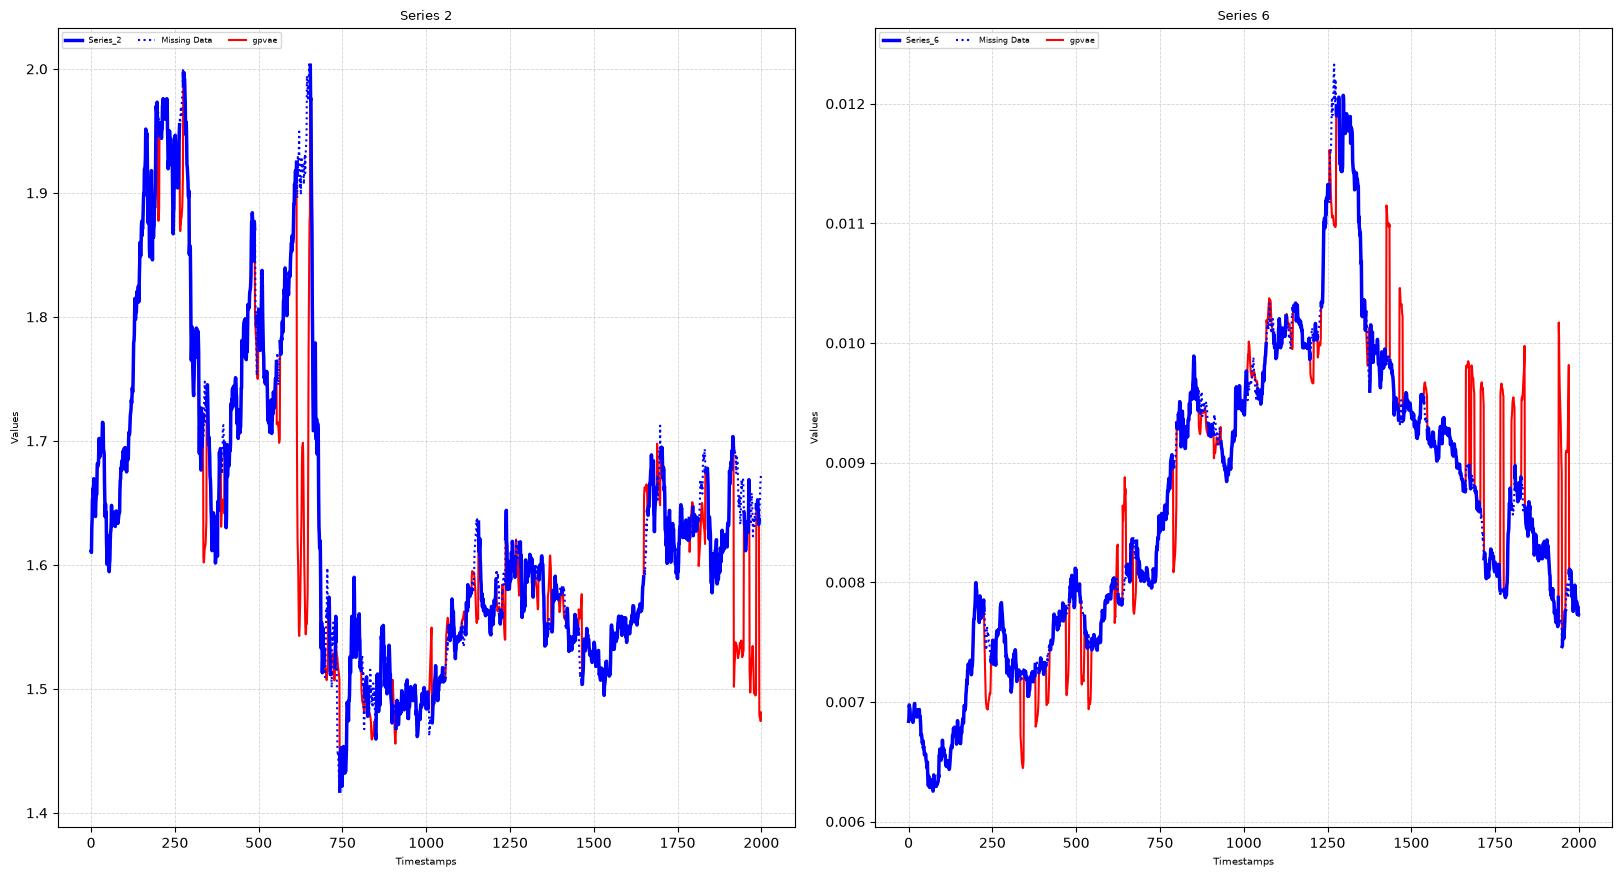 Series 2
Series_2 Missing Data gpvae
2.0
1.9
1.8
1.7
1.6
1.5
1.4
Values
0 250 500 750 1000 1250 1500 1750 2000
Timestamps
Series 6
Series_6 Missing Data gpvae
0.012
0.011
0.010
0.009
0.008
0.007
0.006
Values
0 250 500 750 1000 1250 1500 1750 2000
Timestamps